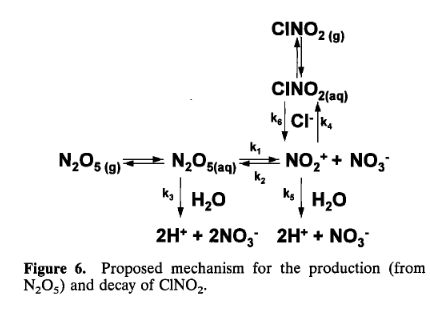 ClNO2 (g)
ClNO2(aq)
k6 Cl- k4
k1
N2O5 (g) N2O5(aq) NO2+ + NO3-
k2
k3 H2O k5 H2O
2H+ + 2NO3- 2H+ + NO3-
Figure 6. Proposed mechanism for the production (from
N2O5) and decay of ClNO2.